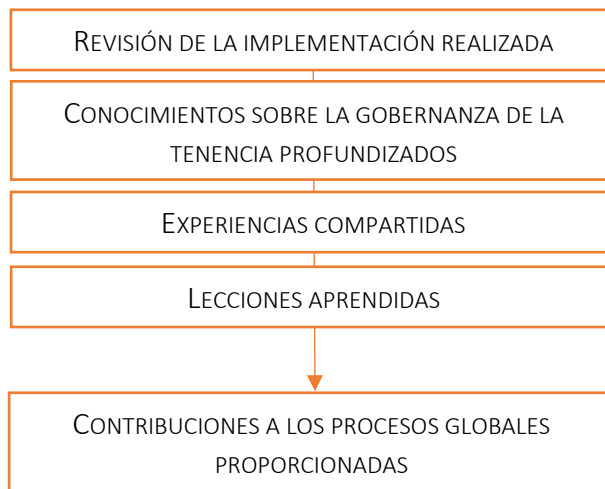 REVISIÓN DE LA IMPLEMENTACIÓN REALIZADA
CONOCIMIENTOS SOBRE LA GOBERNANZA DE LA
TENENCIA PROFUNDIZADOS
EXPERIENCIAS COMPARTIDAS
LECCIONES APRENDIDAS
CONTRIBUCIONES A LOS PROCESOS GLOBALES
PROPORCIONADAS